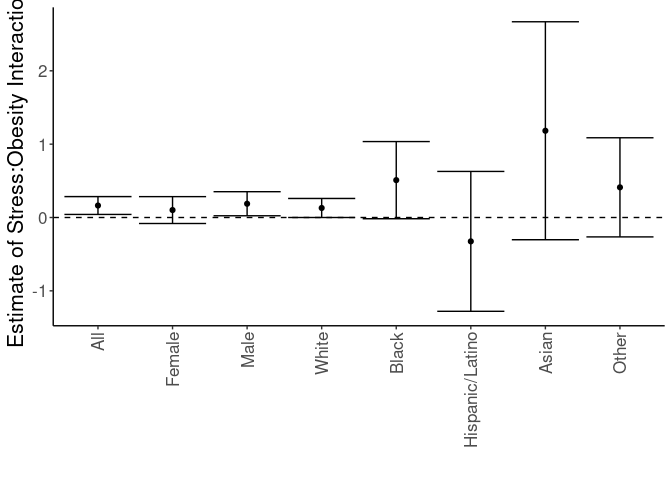 Estimate of Stress:Obesity Interactio
2
1
0
-1
All
Female
Male
White
Black
Hispanic/Latino
Asian
Other